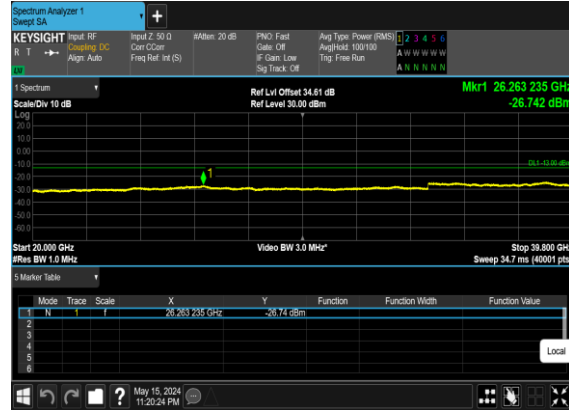 Spectrum Analyzer 1
Swept SA
KEYSIGHT Input: RF Input Z: 50 Ω #Atten: 20 dB PNO: Fast Avg Type: Power (RMS) 1 2 3 4 5 6
R T Coupling: DC Corr CCorr Gate: Off Avg|Hold: 100/100 A W W W W W
Align: Auto Freq Ref: Int (S) IF Gain: Low Trig: Free Run
LM Sig Track: Off A N N N N N
1 Spectrum Ref Lvl Offset 34.61 dB Mkr1 26.263 235 GHz
Scale/Div 10 dB Ref Level 30.00 dBm -26.742 dBm
Log
20.0
10.0
0.00
-10.0 DL1 -13.00 dBm
1
-20.0
-30.0
-40.0
-50.0
-60.0
Start 20.000 GHz Video BW 3.0 MHz* Stop 39.800 GHz
#Res BW 1.0 MHz Sweep 34.7 ms (40001 pts)
5 Marker Table
Mode Trace Scale X Y Function Function Width Function Value
1 N 1 f 26.263 235 GHz -26.74 dBm
2
3
4
5
6
Local
? May 15, 2024
11:20:24 PM